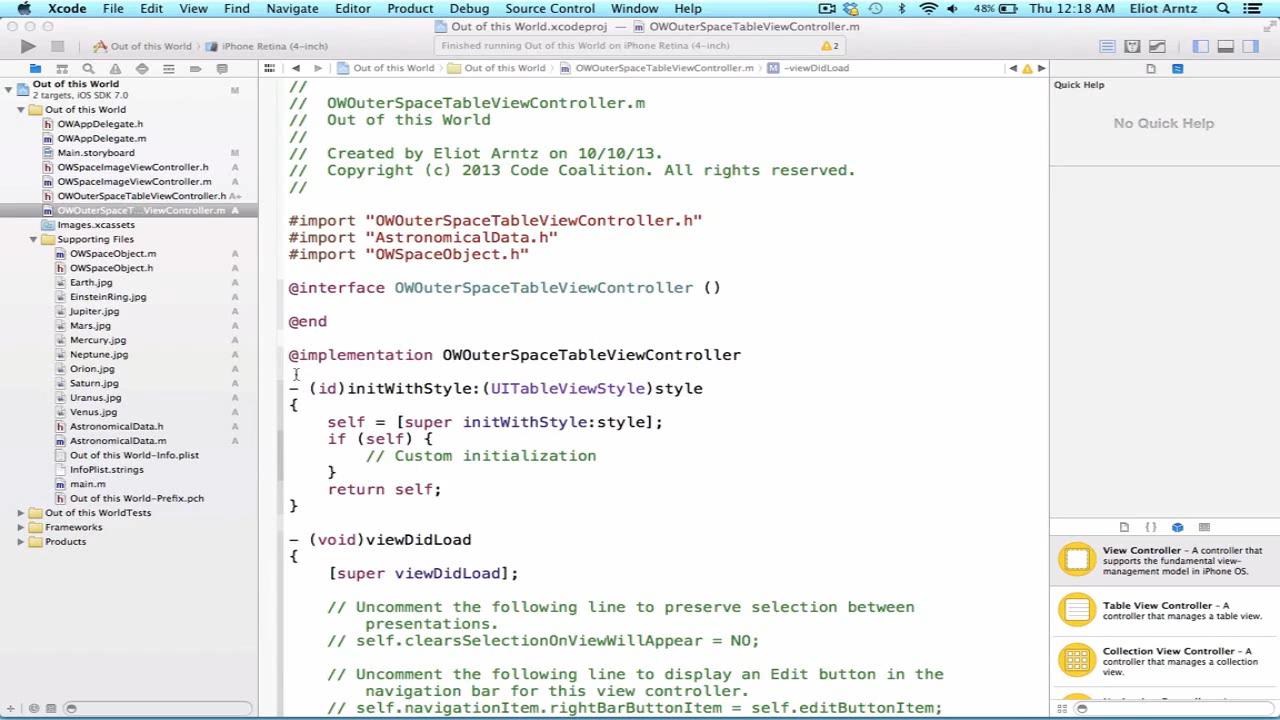 Xcode File Edit View Find Navigate Editor Product Debug Source Control Window Help 48% Thu 12:18 AM Eliot Arntz
Out of this World.xcodeproj — OWOuterSpaceTableViewController.m
Out of this World iPhone Retina (4-inch) Finished running Out of this World on iPhone Retina (4-inch) 2
Out of this World Out of this World OWOuterSpaceTableViewController.m M -viewDidLoad
Out of this World M
2 targets, iOS SDK 7.0
Out of this World
OWAppDelegate.h
OWAppDelegate.m
Main.storyboard M
OWSpaceImageViewController.h A
OWSpaceImageViewController.m A
OWOuterSpaceTableViewController.h A+
OWOuterSpaceT...ViewController.m A
Images.xcassets
Supporting Files
OWSpaceObject.m A
OWSpaceObject.h A
Earth.jpg A
EinsteinRing.jpg A
Jupiter.jpg A
Mars.jpg A
Mercury.jpg A
Neptune.jpg A
Orion.jpg A
Saturn.jpg A
Uranus.jpg A
Venus.jpg A
AstronomicalData.h A
AstronomicalData.m A
Out of this World-Info.plist
InfoPlist.strings
main.m
Out of this World-Prefix.pch
Out of this WorldTests
Frameworks
Products
//
// OWOuterSpaceTableViewController.m
// Out of this World
//
// Created by Eliot Arntz on 10/10/13.
// Copyright (c) 2013 Code Coalition. All rights reserved.
//
#import "OWOuterSpaceTableViewController.h"
#import "AstronomicalData.h"
#import "OWSpaceObject.h"
@interface OWOuterSpaceTableViewController ()
@end
@implementation OWOuterSpaceTableViewController
- (id)initWithStyle:(UITableViewStyle)style
{
self = [super initWithStyle:style];
if (self) {
// Custom initialization
}
return self;
}
- (void)viewDidLoad
{
[super viewDidLoad];
// Uncomment the following line to preserve selection between
presentations.
// self.clearsSelectionOnViewWillAppear = NO;
// Uncomment the following line to display an Edit button in the
navigation bar for this view controller.
// self.navigationItem.rightBarButtonItem = self.editButtonItem;
Quick Help
No Quick Help
View Controller - A controller that
supports the fundamental view-
management model in iPhone OS.
Table View Controller - A
controller that manages a table view.
Collection View Controller - A
controller that manages a collection
view.